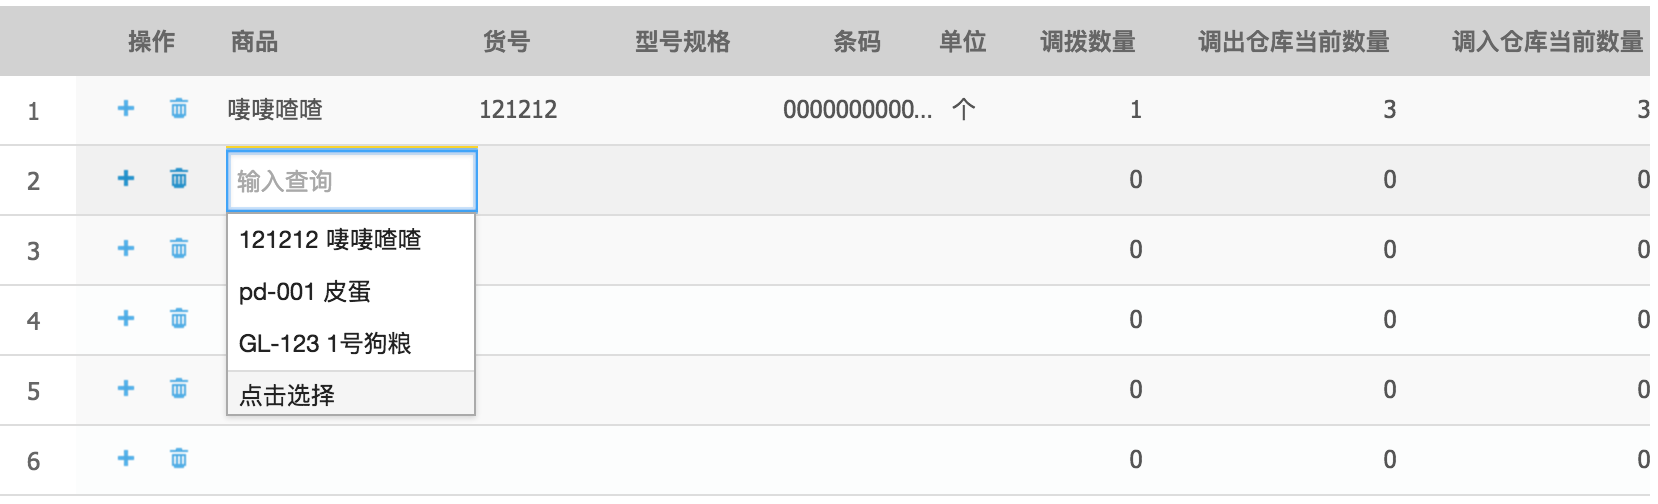 操作 商品 货号 型号规格 条码 单位 调拨数量 调出仓库当前数量 调入仓库当前数量
1 啛啛喳喳 121212 0000000000... 个 1 3 3
2 输入查询 0 0 0
121212 啛啛喳喳
3 0 0 0
pd-001 皮蛋
4 0 0 0
GL-123 1号狗粮
5 点击选择 0 0 0
6 0 0 0